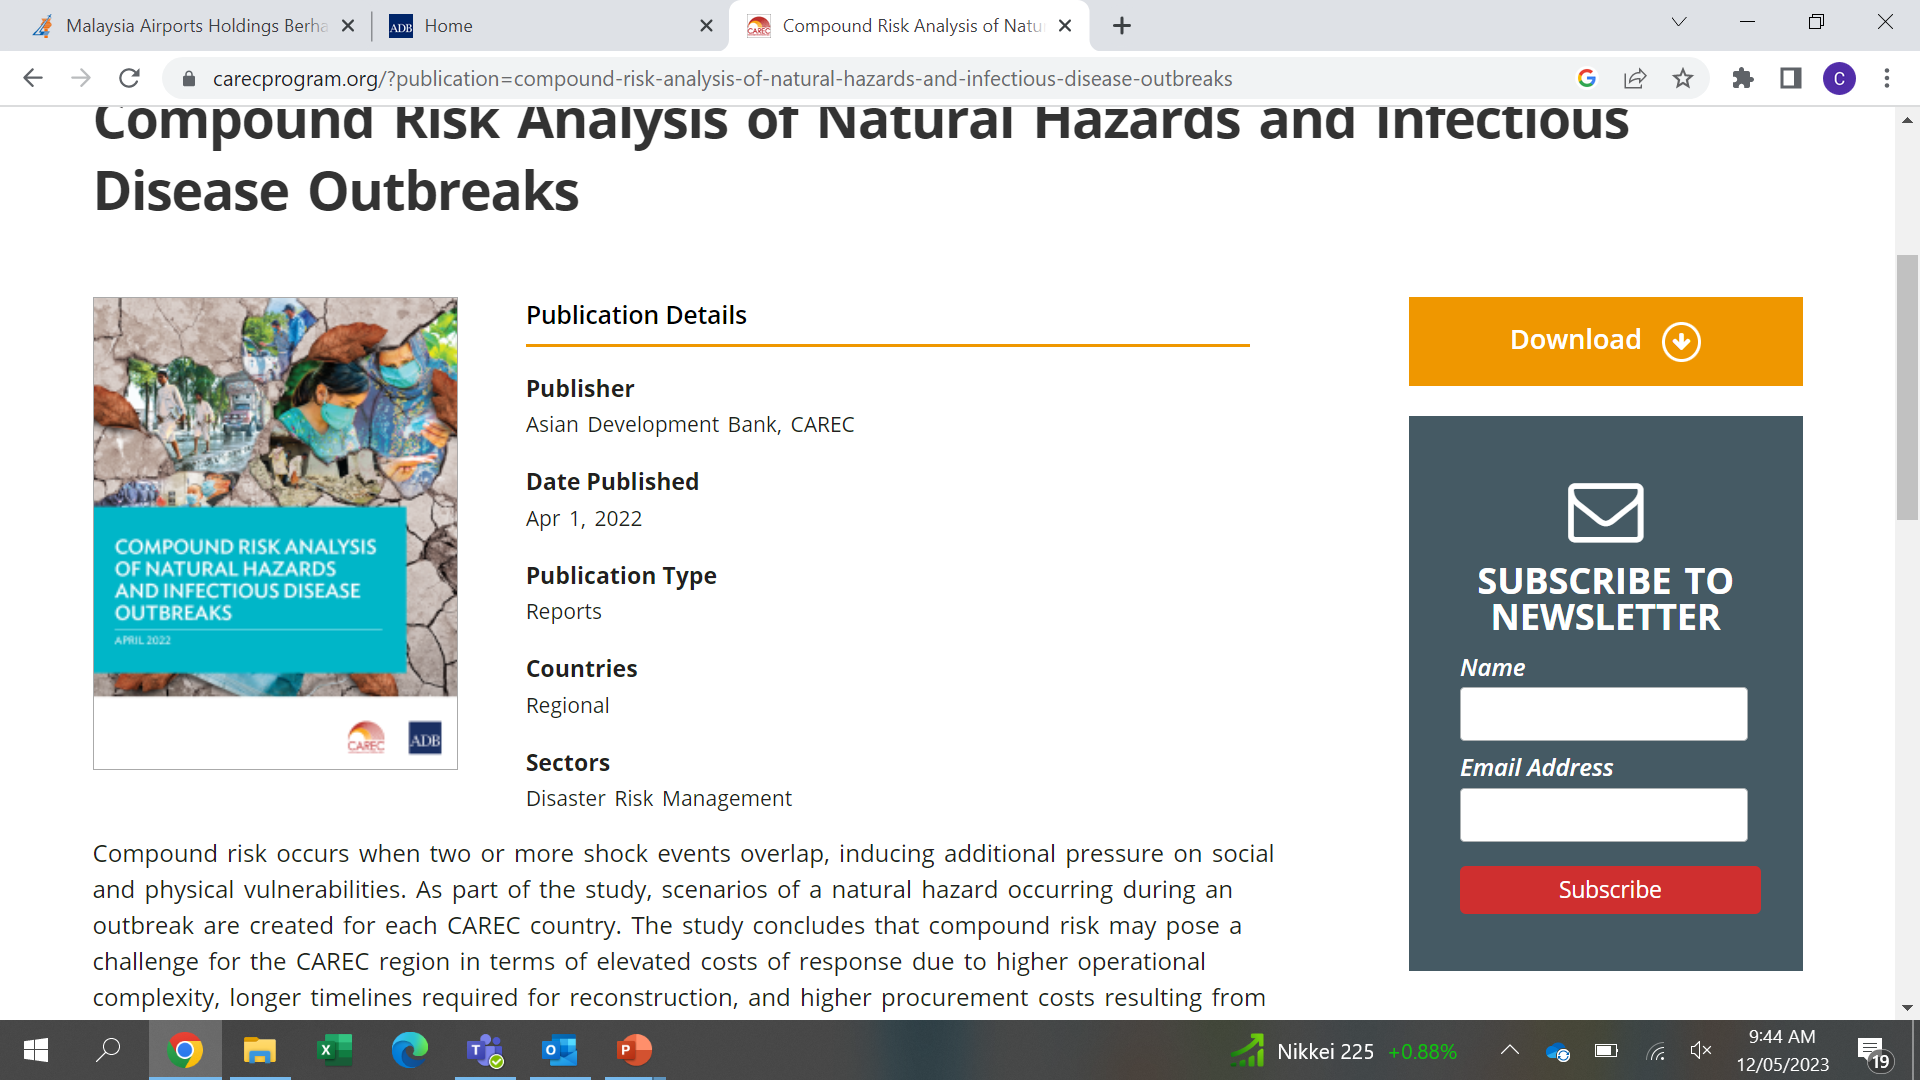 Malaysia Airports Holdings Berha
ADB Home
CAREC Compound Risk Analysis of Natu
carecprogram.org/?publication=compound-risk-analysis-of-natural-hazards-and-infectious-disease-outbreaks
C
Compound Risk Analysis of Natural Hazards and Infectious
Disease Outbreaks
COMPOUND RISK ANALYSIS
OF NATURAL HAZARDS
AND INFECTIOUS DISEASE
OUTBREAKS
APRIL 2022
CAREC ADB
Publication Details
Publisher
Asian Development Bank, CAREC
Date Published
Apr 1, 2022
Publication Type
Reports
Countries
Regional
Sectors
Disaster Risk Management
Compound risk occurs when two or more shock events overlap, inducing additional pressure on social
and physical vulnerabilities. As part of the study, scenarios of a natural hazard occurring during an
outbreak are created for each CAREC country. The study concludes that compound risk may pose a
challenge for the CAREC region in terms of elevated costs of response due to higher operational
complexity, longer timelines required for reconstruction, and higher procurement costs resulting from
Download
SUBSCRIBE TO
NEWSLETTER
Name
Email Address
Subscribe
Nikkei 225 +0.88%
9:44 AM
12/05/2023
19